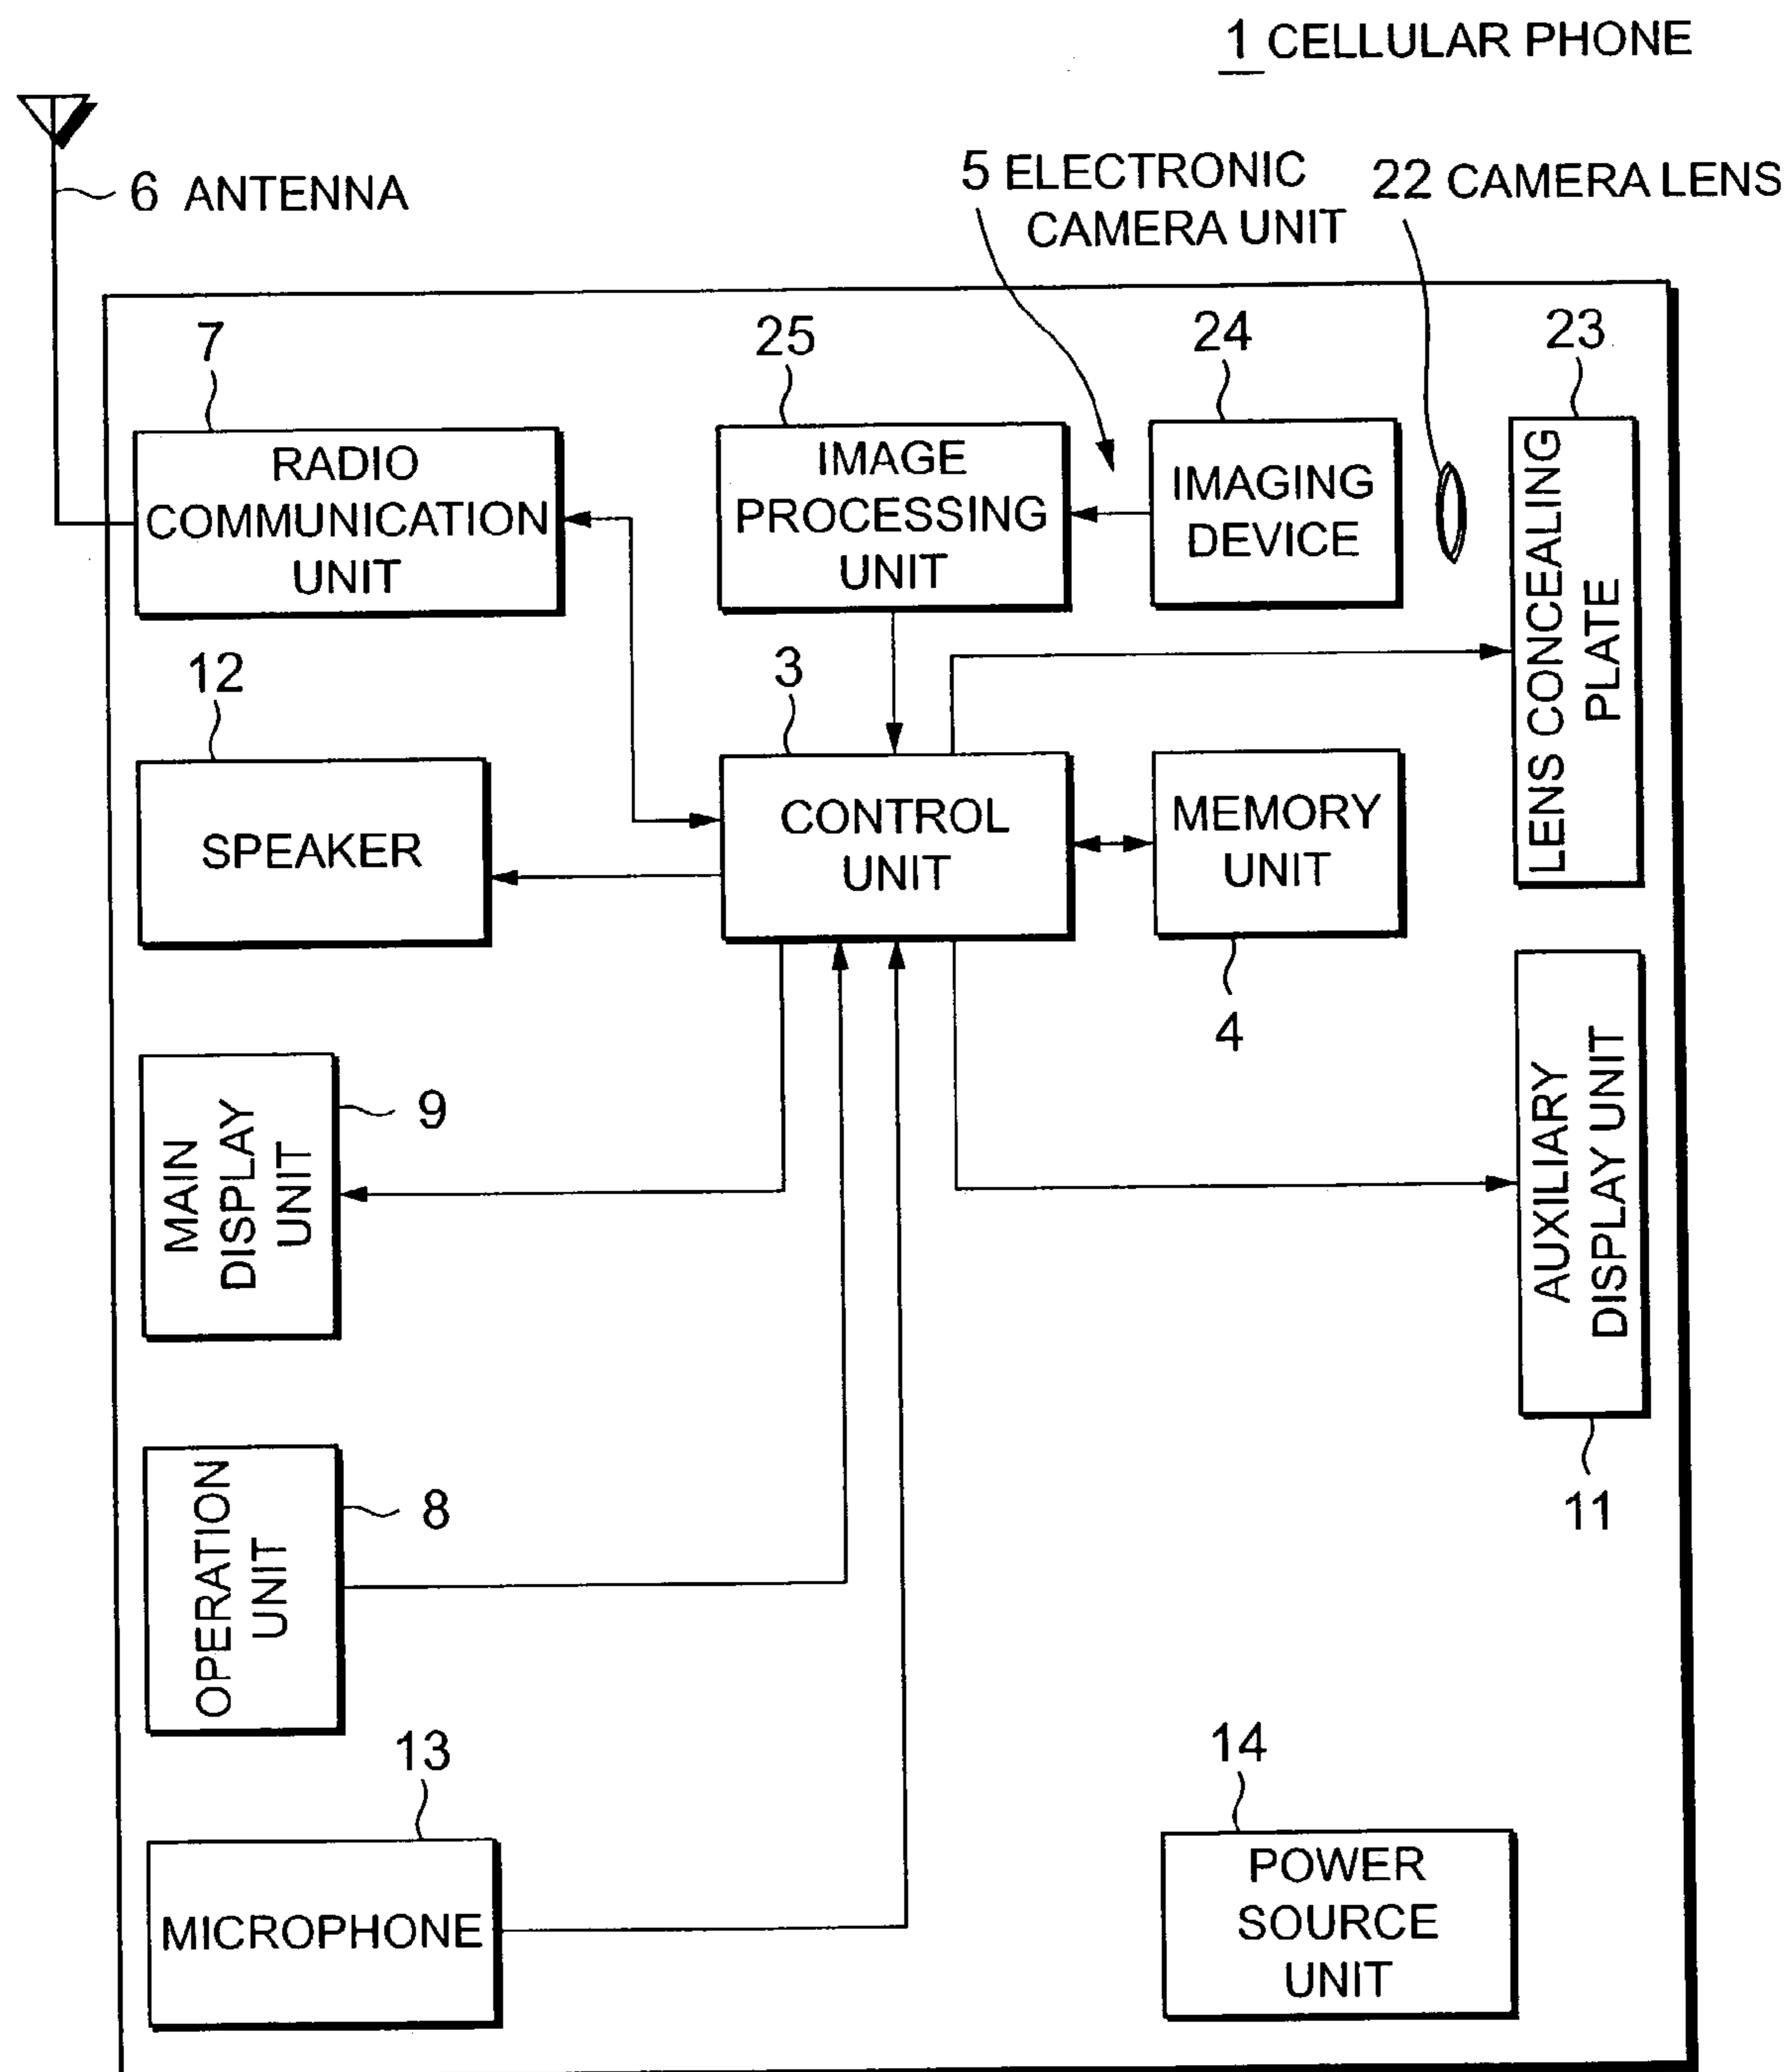 1 CELLULAR PHONE
6 ANTENNA
5 ELECTRONIC
CAMERA UNIT
22 CAMERA LENS
7
RADIO
COMMUNICATION
UNIT
25
IMAGE
PROCESSING
UNIT
24
IMAGING
DEVICE
23
LENS CONCEALING
PLATE
12
SPEAKER
3
CONTROL
UNIT
MEMORY
UNIT
4
MAIN
DISPLAY
UNIT
9
AUXILIARY
DISPLAY UNIT
11
OPERATION
UNIT
8
13
MICROPHONE
14
POWER
SOURCE
UNIT